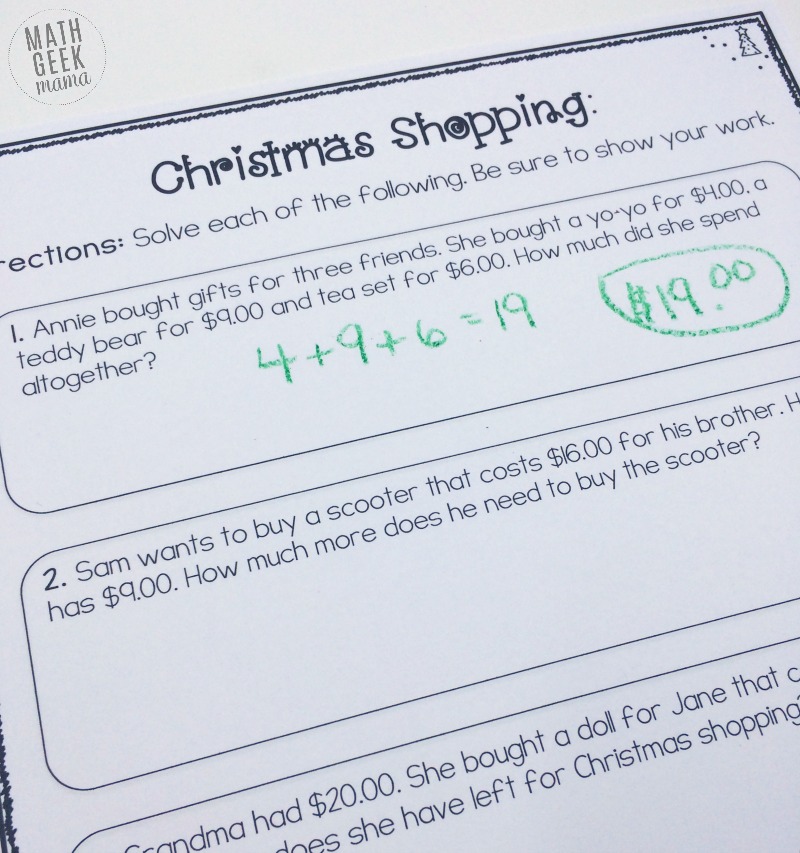 MATH
GEEK
mama
Christmas Shopping:
Solve each of the following. Be sure to show your work.
1. Annie bought gifts for three friends. She bought a yo-yo for $4.00, a
teddy bear for $9.00 and tea set for $6.00. How much did she spend
altogether?
4+9+6=19
$19.00
2. Sam wants to buy a scooter that costs $16.00 for his brother.
has $9.00. How much more does he need to buy the scooter?
Grandma had $20.00. She bought a doll for Jane that
does she have left for Christmas shopping